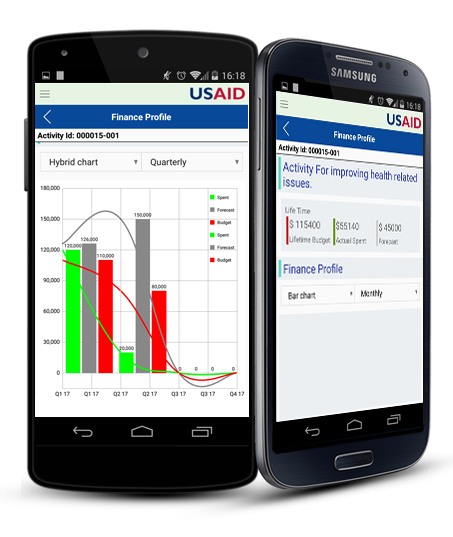 16:18
USAID
Finance Profile
Activity Id: 000015-001
Hybrid chart
Quarterly
180,000
150,000
120,000
90,000
60,000
30,000
0
120,000
126,000
110,000
20,000
150,000
80,000
0 0 0 0
Spent
Forecast
Budget
Spent
Forecast
Budget
Q1 17 Q1 17 Q2 17 Q2 17 Q3 17 Q3 17 Q4 17
SAMSUNG
16:18
USAID
Finance Profile
Activity Id: 000015-001
Activity For improving health related
issues.
Life Time
$ 115400 $55140 $ 45000
Lifetime Budget Actual Spent Forecast
Finance Profile
Bar chart
Monthly